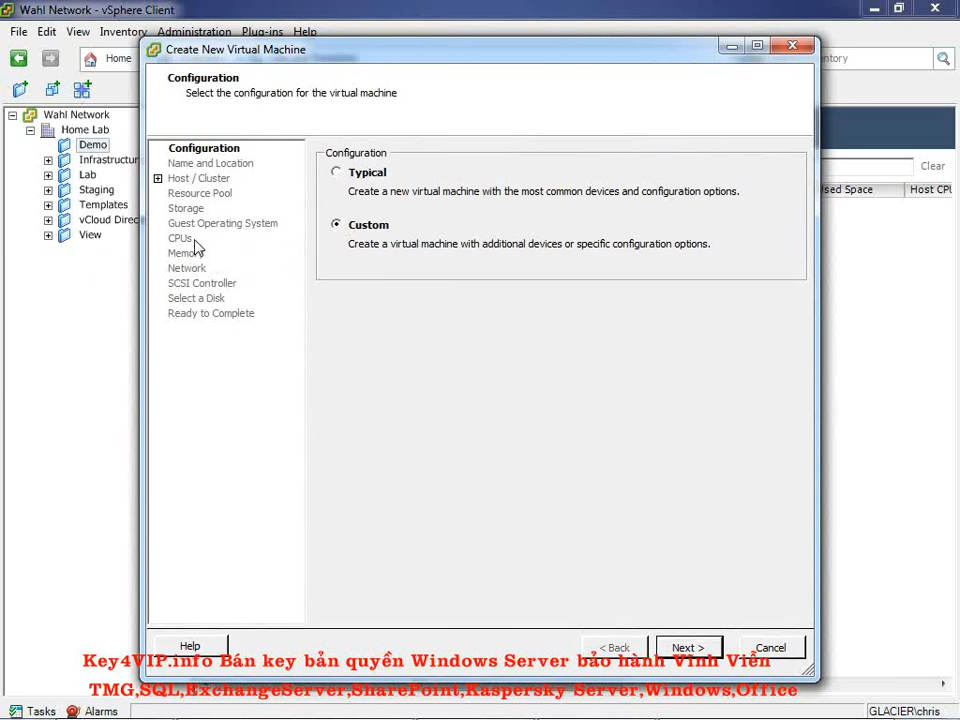 Wahl Network - vSphere Client
File Edit View Inventory Administration Plug-ins Help
Home
Create New Virtual Machine
Configuration
Select the configuration for the virtual machine
Wahl Network
Home Lab
Demo
Lab
Staging
Templates
View
Configuration
Name and Location
Host / Cluster
Resource Pool
Storage
Guest Operating System
CPUs
Network
SCSI Controller
Select a Disk
Ready to Complete
Configuration
Typical
Create a new virtual machine with the most common devices and configuration options.
Custom
Create a virtual machine with additional devices or specific configuration options.
Clear
Space Host CPU
Help
< Back Next > Cancel
Key4VIP.info Bán key bản quyền Windows Server bảo hành Vĩnh Viễn
TMG,SQL,ExchangeServer,SharePoint,Kaspersky Server,Windows,Office
Tasks Alarms
GLACIER\chris